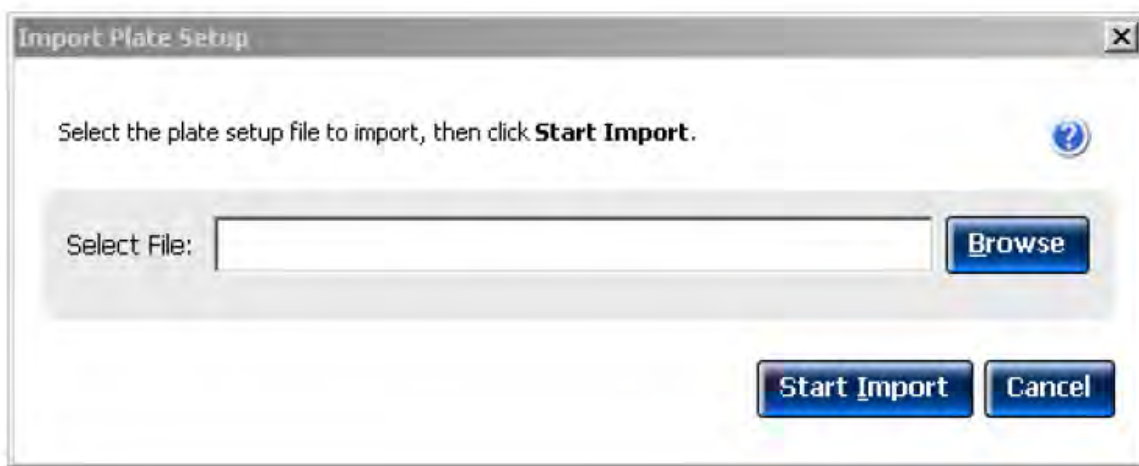 Import Plate Setup
Select the plate setup file to import, then click Start Import.
Select File:
Browse
Start Import
Cancel